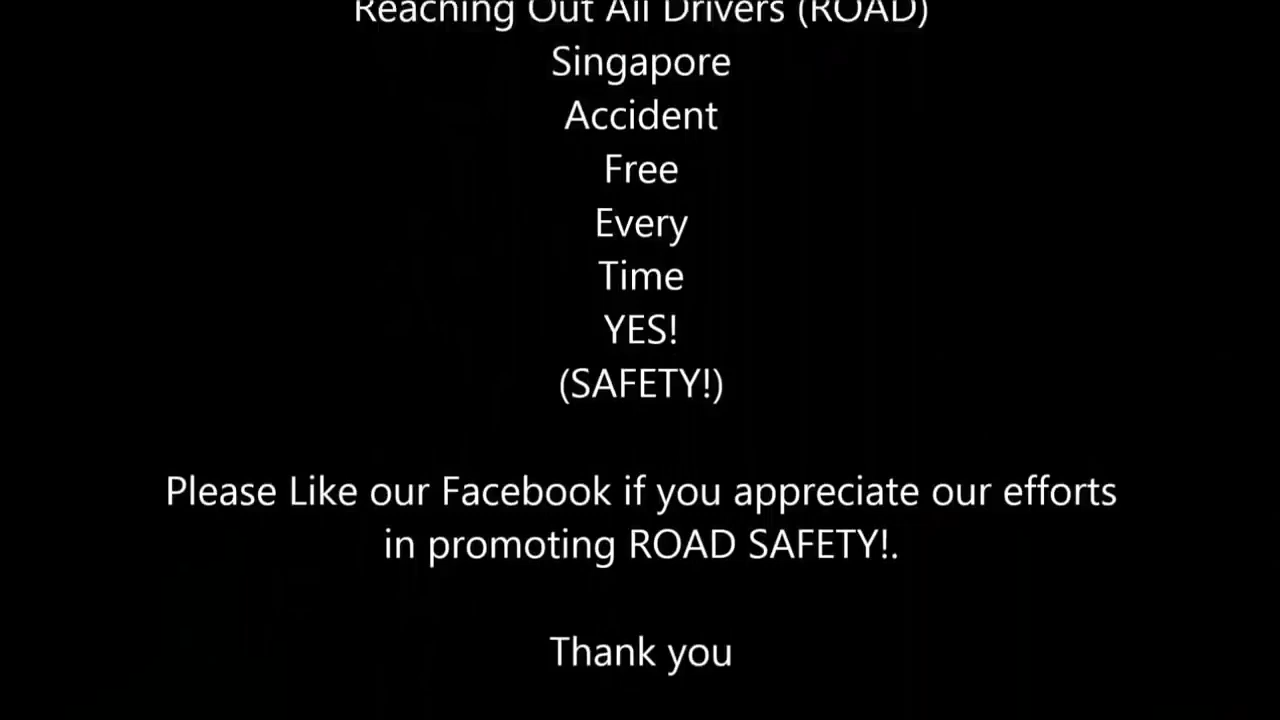 Reaching Out All Drivers (ROAD)
Singapore
Accident
Free
Every
Time
YES!
(SAFETY!)
Please Like our Facebook if you appreciate our efforts
in promoting ROAD SAFETY!.
Thank you